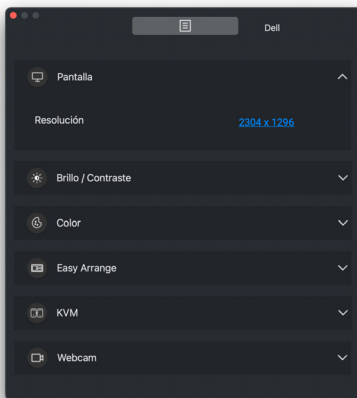 Dell
Pantalla
Resolución
2304 x 1296
Brillo / Contraste
Color
Easy Arrange
KVM
Webcam